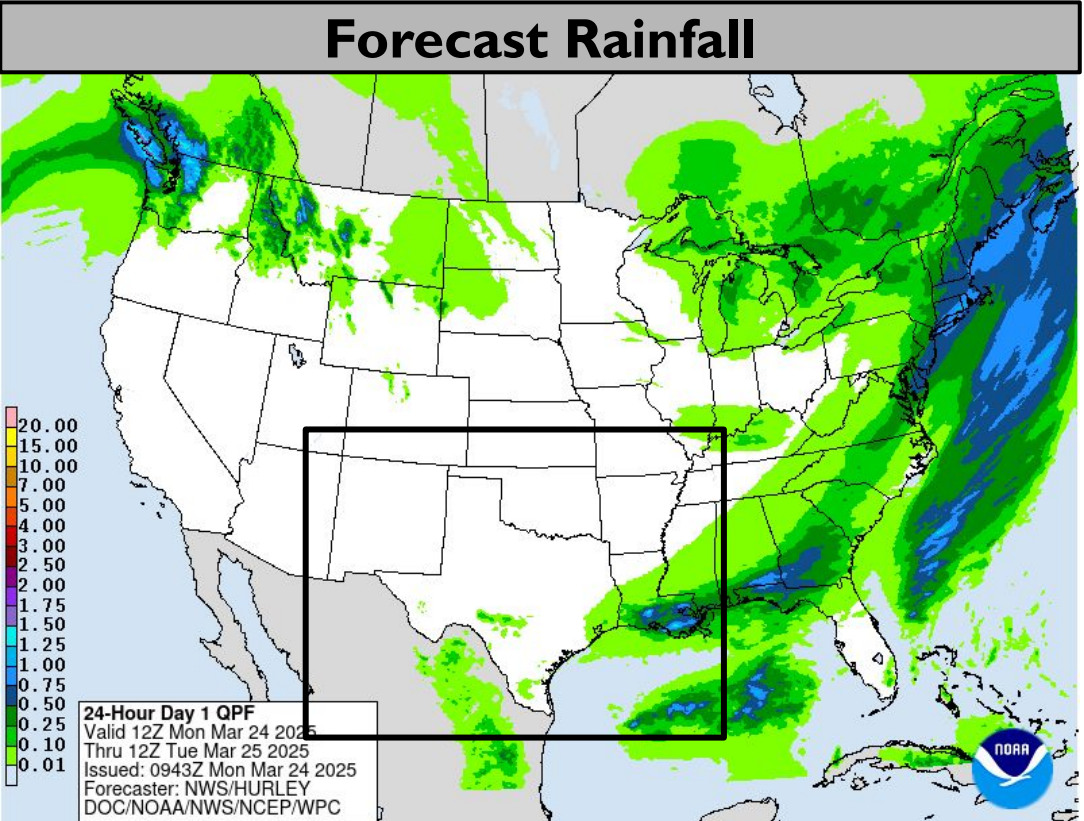 Forecast Rainfall
20.00
15.00
10.00
7.00
5.00
4.00
3.00
2.50
2.00
1.75
1.50
1.25
1.00
0.75
0.50
0.25
0.10
0.01
24-Hour Day 1 QPF
Valid 12Z Mon Mar 24 2025
Thru 12Z Tue Mar 25 2025
Issued: 0943Z Mon Mar 24 2025
Forecaster: NWS/HURLEY
DOC/NOAA/NWS/NCEP/WPC
NOAA